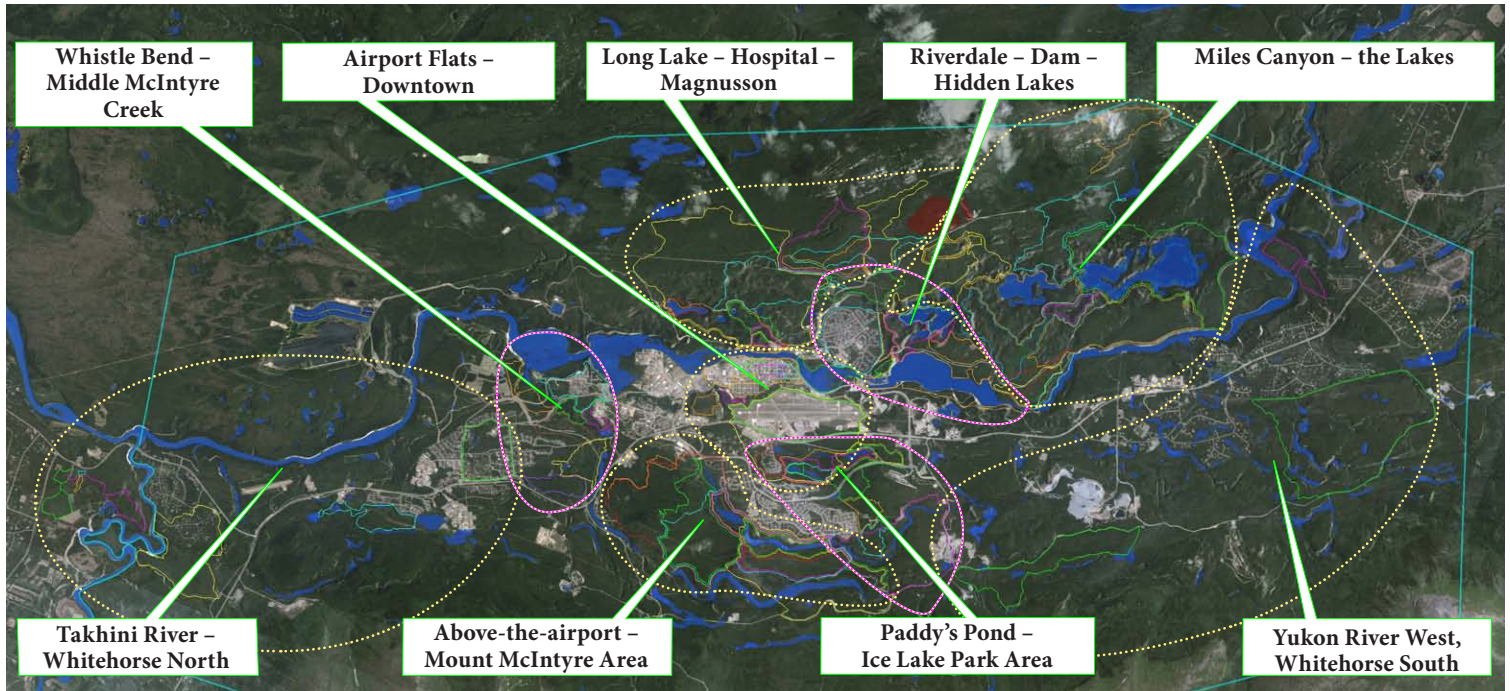 Whistle Bend –
Middle McIntyre
Creek
Airport Flats –
Downtown
Long Lake – Hospital –
Magnusson
Riverdale – Dam –
Hidden Lakes
Miles Canyon – the Lakes
Takhini River –
Whitehorse North
Above-the-airport –
Mount McIntyre Area
Paddy’s Pond –
Ice Lake Park Area
Yukon River West,
Whitehorse South